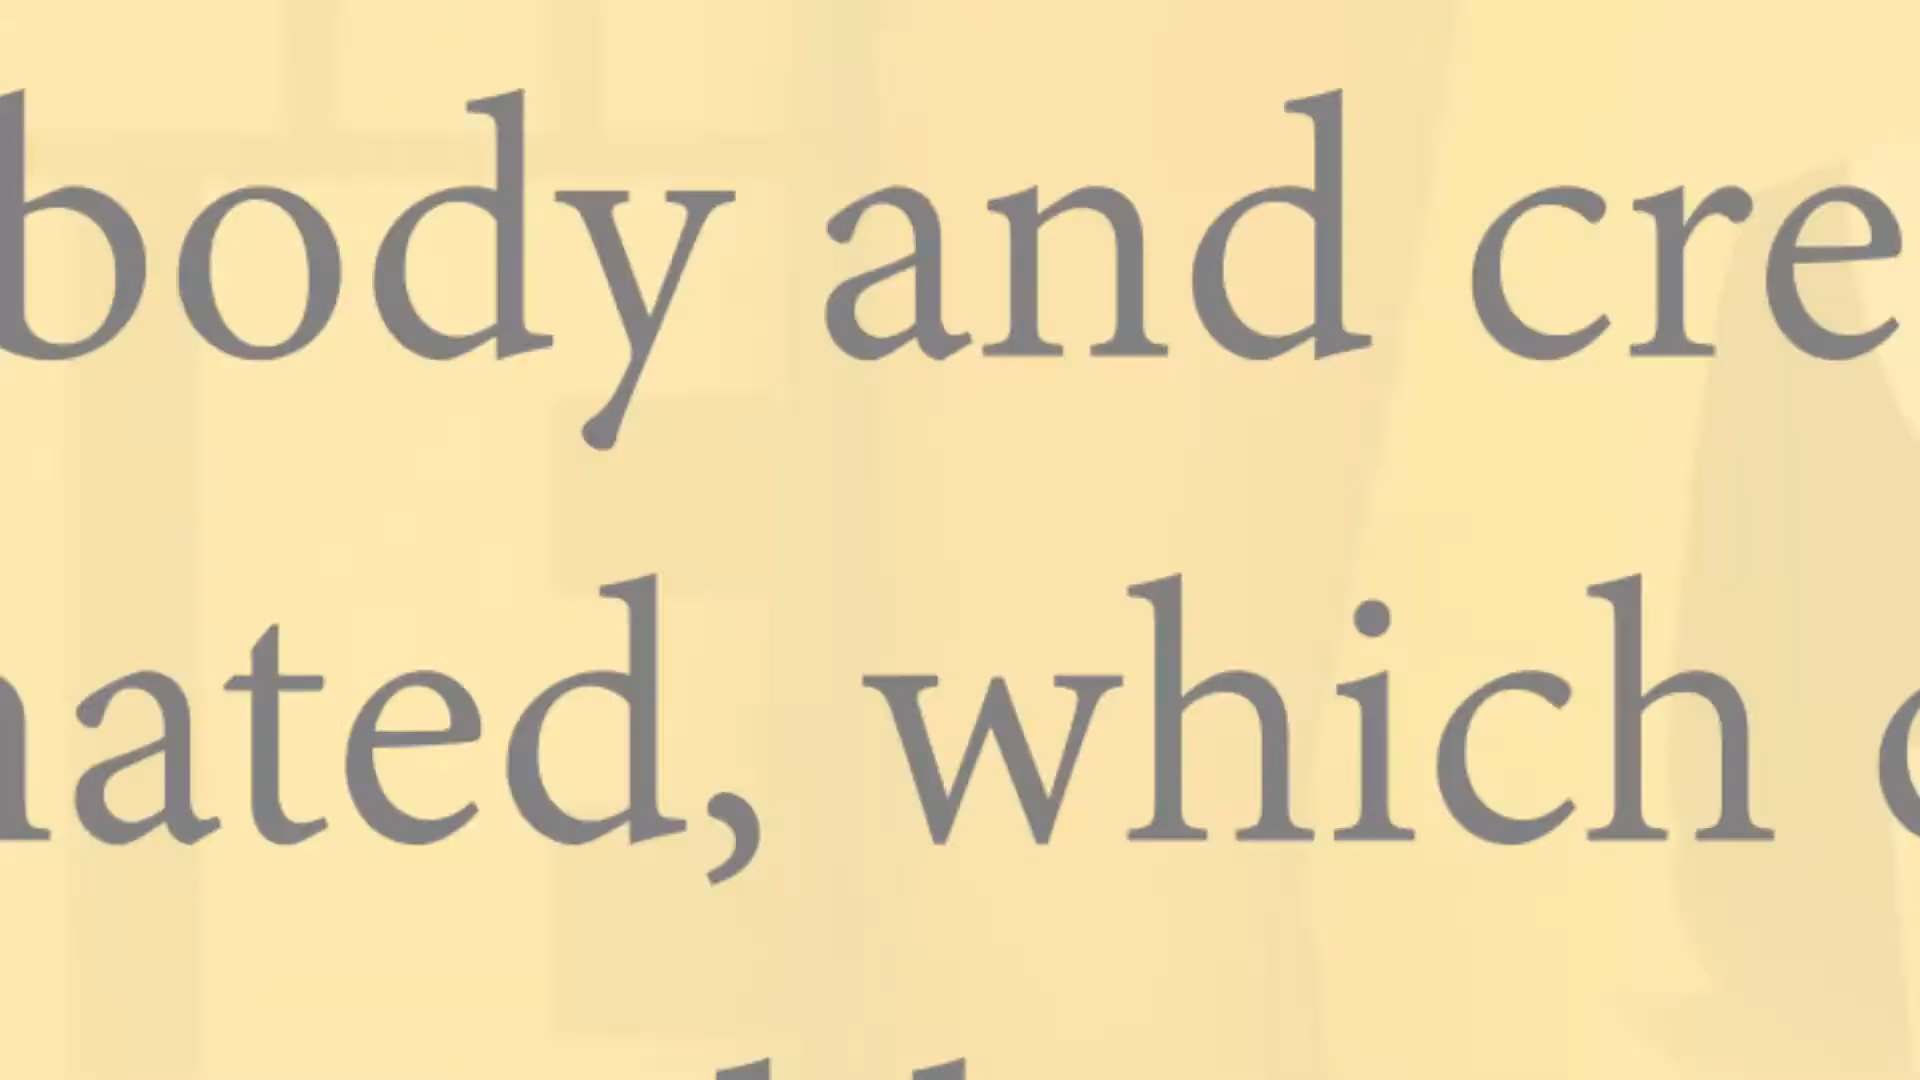 body and cre
nated, which